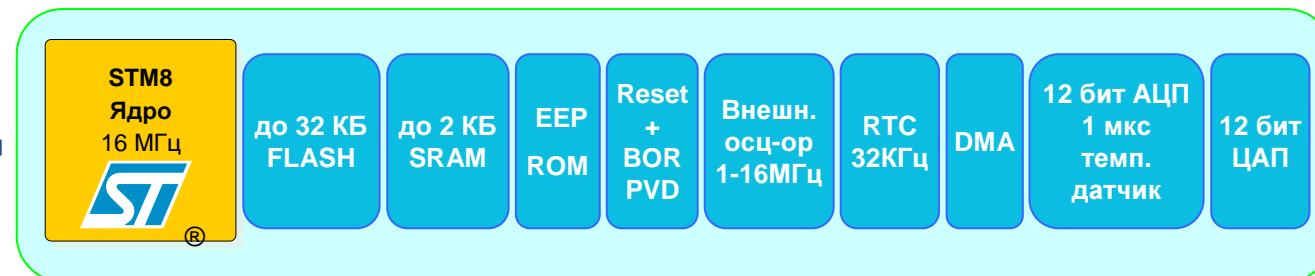 STM8
Ядро
16 МГц
ST
®
до 32 КБ
FLASH
до 2 КБ
SRAM
EEP
ROM
Reset
+
BOR
PVD
Внешн.
осц-ор
1-16МГц
RTC
32КГц
DMA
12 бит АЦП
1 мкс
темп.
датчик
12 бит
ЦАП